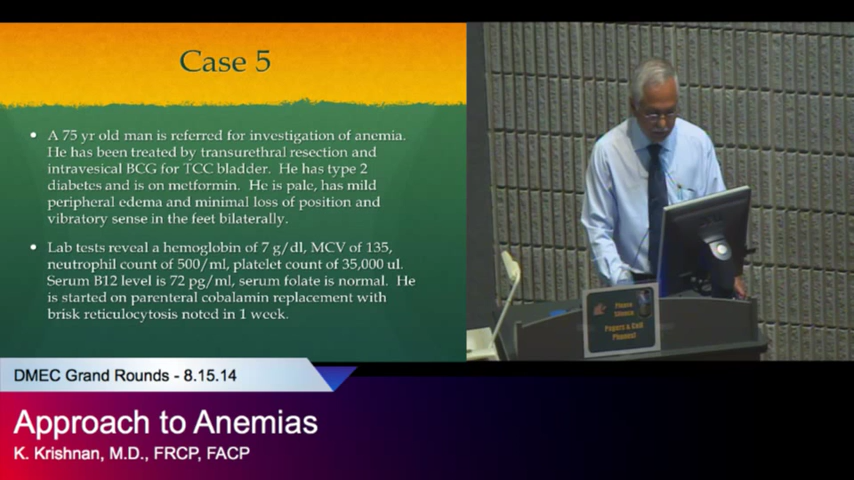 Case 5
• A 75 yr old man is referred for investigation of anemia.
He has been treated by transurethral resection and
intravesical BCG for TCC bladder. He has type 2
diabetes and is on metformin. He is pale, has mild
peripheral edema and minimal loss of position and
vibratory sense in the feet bilaterally.
• Lab tests reveal a hemoglobin of 7 g/dl, MCV of 135,
neutrophil count of 500/ml, platelet count of 35,000 ul.
Serum B12 level is 72 pg/ml, serum folate is normal. He
is started on parenteral cobalamin replacement with
brisk reticulocytosis noted in 1 week.
Please
Silence
Pagers & Cell
Phones!
DMEC Grand Rounds - 8.15.14
Approach to Anemias
K. Krishnan, M.D., FRCP, FACP